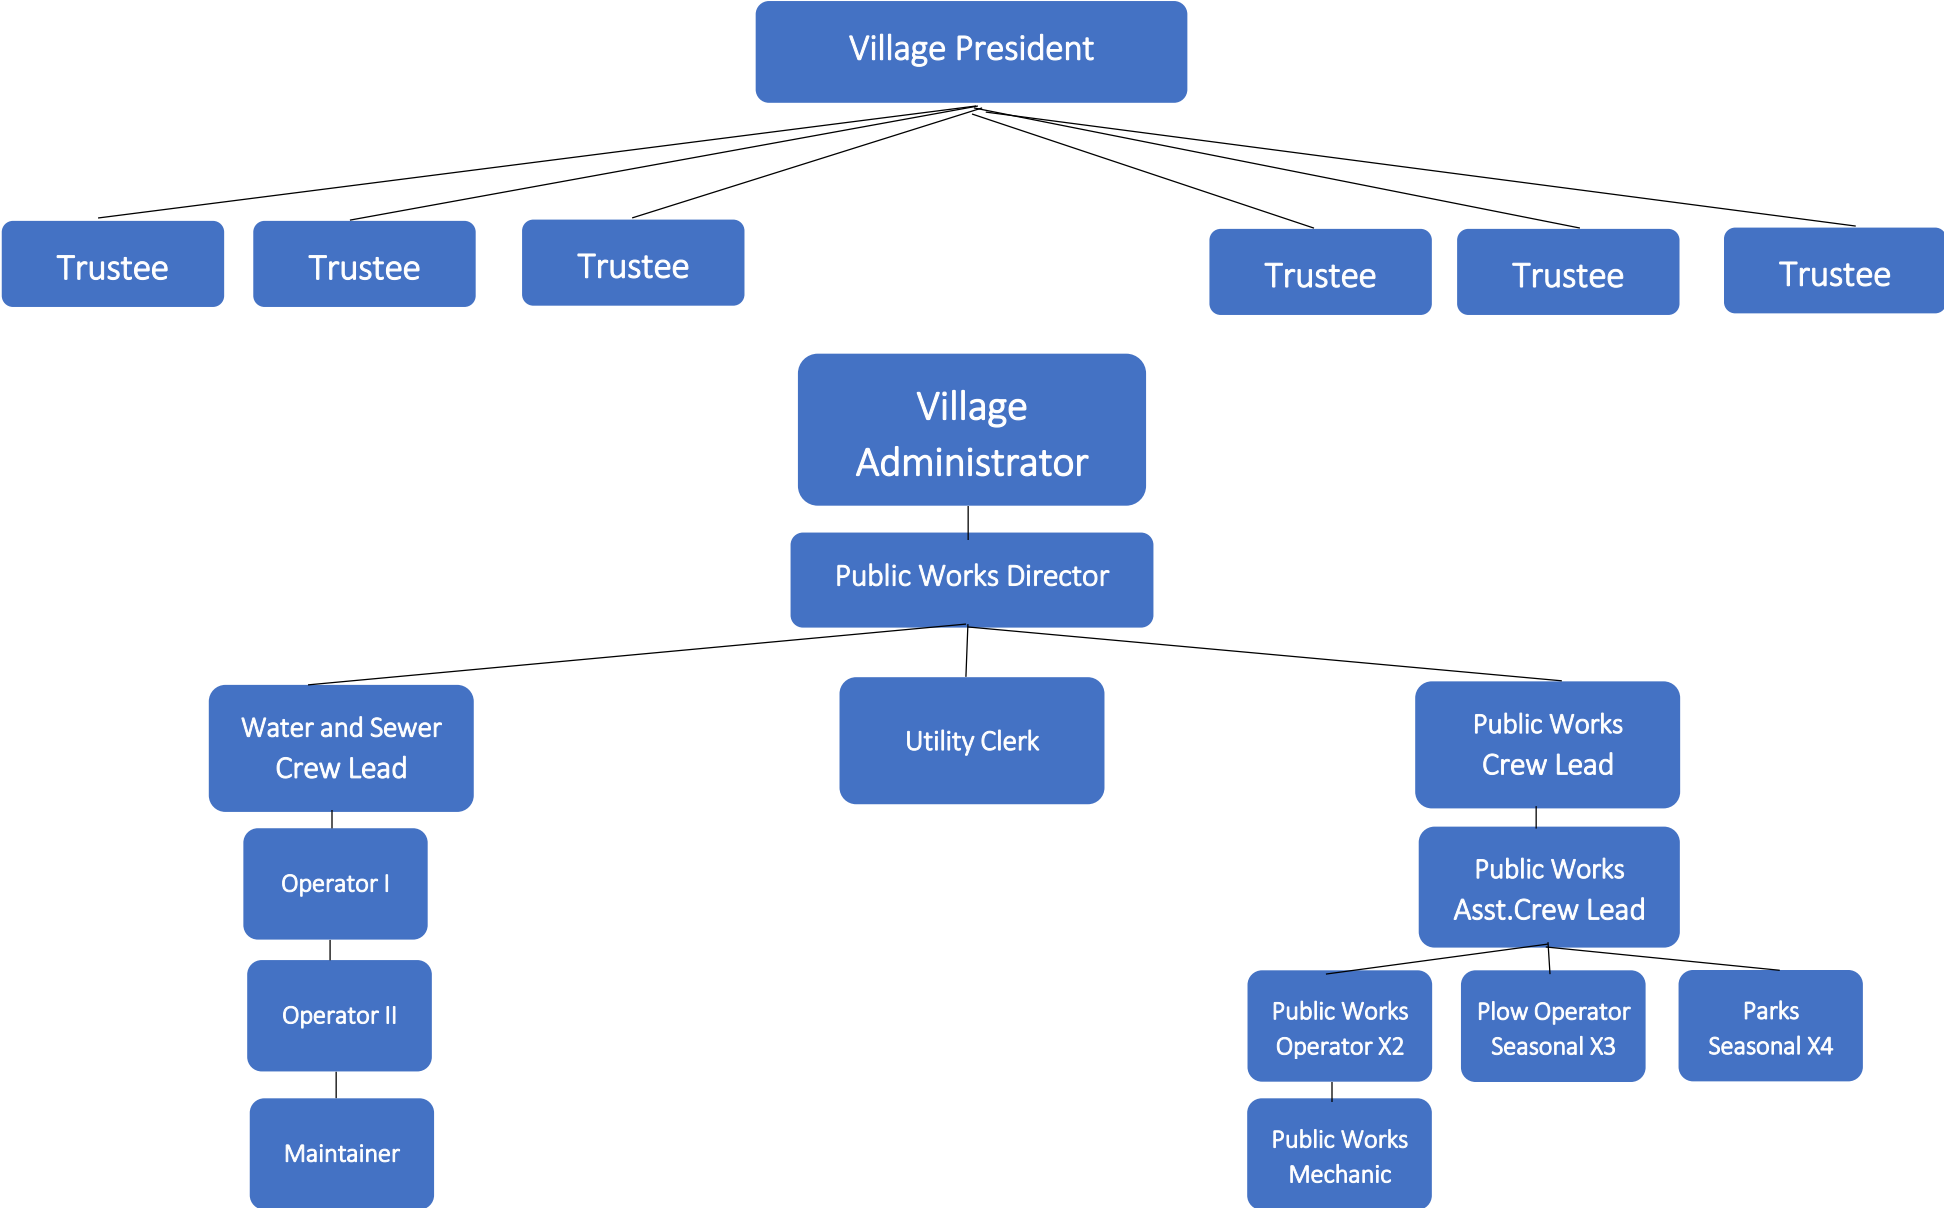 Village President
Trustee
Trustee
Trustee
Trustee
Trustee
Trustee
Village
Administrator
Public Works Director
Water and Sewer
Crew Lead
Utility Clerk
Public Works
Crew Lead
Operator I
Public Works
Asst.Crew Lead
Operator II
Public Works
Operator X2
Plow Operator
Seasonal X3
Parks
Seasonal X4
Maintainer
Public Works
Mechanic